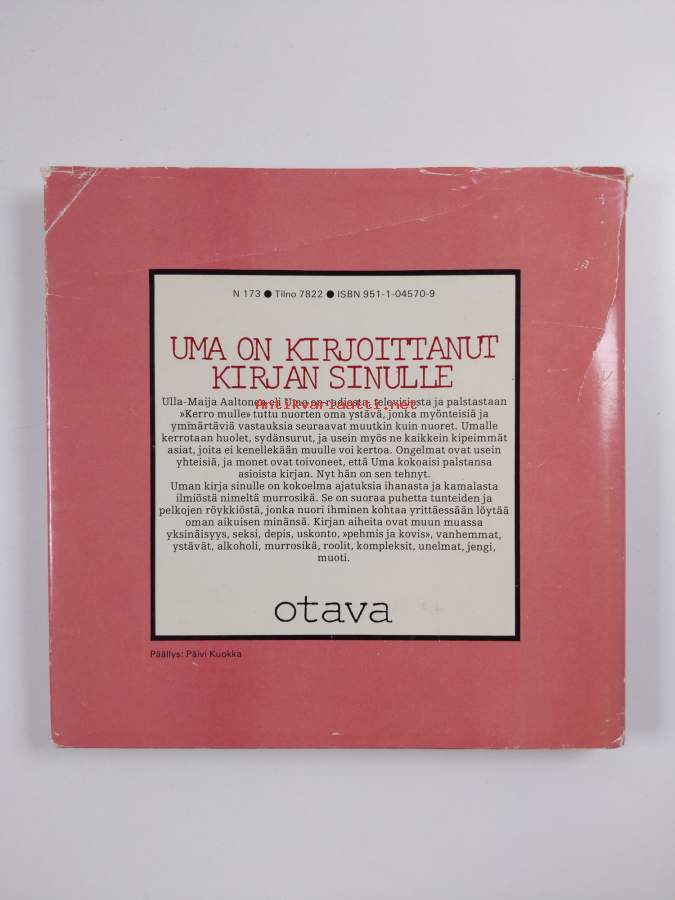 N 173 ● Tilno 7822 ● ISBN 951-1-04570-9
UMA ON KIRJOITTANUT
KIRJAN SINULLE
Ulla-Maija Aaltonen eli Uma on radiosta, televisiosta ja palstastaan
»Kerro mulle» tuttu nuorten oma ystävä, jonka myönteisiä ja
ymmärtäviä vastauksia seuraavat muutkin kuin nuoret. Umalle
kerrotaan huolet, sydänsurut, ja usein myös ne kaikkein kipeimmät
asiat, joita ei kenellekään muulle voi kertoa. Ongelmat ovat usein
yhteisiä, ja monet ovat toivoneet, että Uma kokoaisi palstansa
asioista kirjan. Nyt hän on sen tehnyt.
Uman kirja sinulle on kokoelma ajatuksia ihanasta ja kamalasta
ilmiöstä nimeltä murrosikä. Se on suoraa puhetta tunteiden ja
pelkojen röykkiöstä, jonka nuori ihminen kohtaa yrittäessään löytää
oman aikuisen minänsä. Kirjan aiheita ovat muun muassa
yksinäisyys, seksi, depis, uskonto, »pehmis ja kovis», vanhemmat,
ystävät, alkoholi, murrosikä, roolit, kompleksit, unelmat, jengi,
muoti.
otava
Päällys: Päivi Kuokka
Antikvariaatti.net